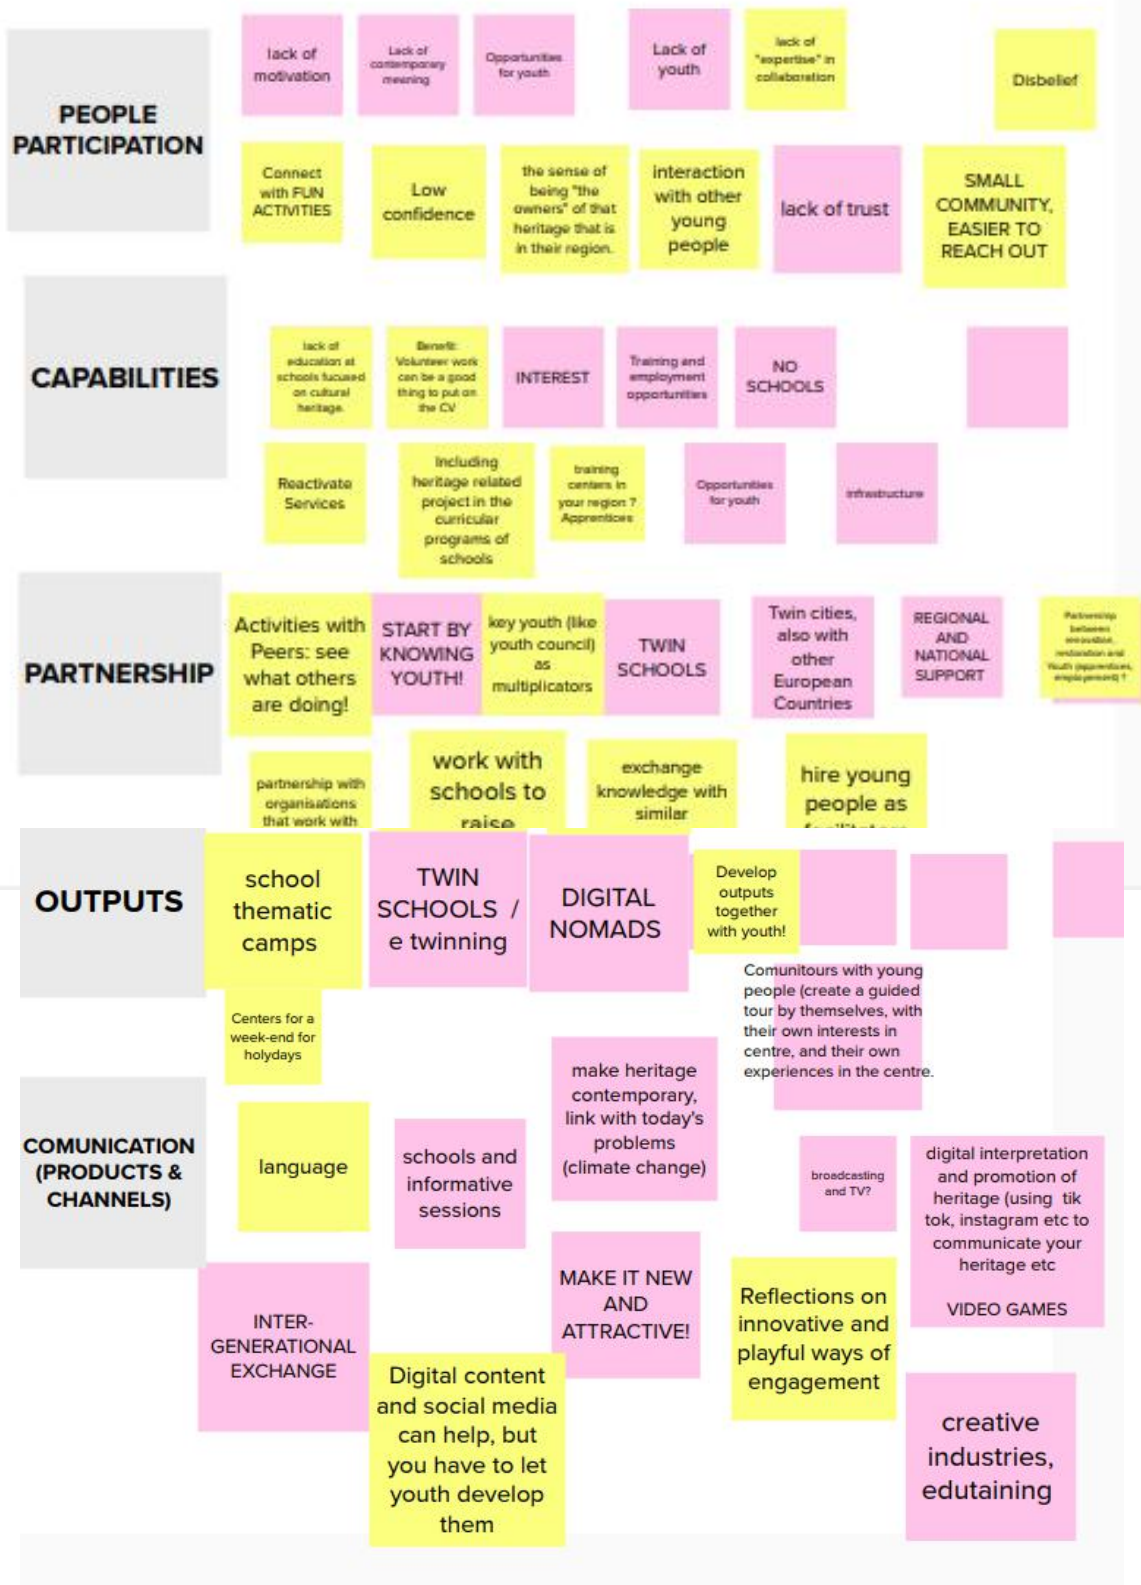 PEOPLE
PARTICIPATION
lack of
motivation
Lack of
contemporary
meaning
Opportunities
for youth
Lack of
youth
lack of
"expertise" in
collaboration
Disbelief
Connect
with FUN
ACTIVITIES
Low
confidence
the sense of
being "the
owners" of that
heritage that is
in their region.
interaction
with other
young
people
lack of trust
SMALL
COMMUNITY,
EASIER TO
REACH OUT
CAPABILITIES
lack of
education at
schools fucused
on cultural
heritage.
Benefit:
Volunteer work
can be a good
thing to put on
the CV
INTEREST
Training and
employment
opportunities
NO
SCHOOLS
Reactivate
Services
Including
heritage related
project in the
curricular
programs of
schools
training
centers in
your region ?
Apprentices
Opportunities
for youth
Infrastructure
PARTNERSHIP
Activities with
Peers: see
what others
are doing!
START BY
KNOWING
YOUTH!
key youth (like
youth council)
as
multiplicators
TWIN
SCHOOLS
Twin cities,
also with
other
European
Countries
REGIONAL
AND
NATIONAL
SUPPORT
Partnership
between
renovation,
restoration and
Youth (apprentices,
employement) ?
partnership with
organisations
that work with
work with
schools to
raise
exchange
knowledge with
similar
hire young
people as
OUTPUTS
school
thematic
camps
TWIN
SCHOOLS /
e twinning
DIGITAL
NOMADS
Develop
outputs
together
with youth!
Centers for a
week-end for
holydays
Comunitours with young
people (create a guided
tour by themselves, with
their own interests in
centre, and their own
experiences in the centre.
COMUNICATION
(PRODUCTS &
CHANNELS)
language
schools and
informative
sessions
make heritage
contemporary,
link with today's
problems
(climate change)
broadcasting
and TV?
digital interpretation
and promotion of
heritage (using tik
tok, instagram etc to
communicate your
heritage etc
VIDEO GAMES
INTER-
GENERATIONAL
EXCHANGE
MAKE IT NEW
AND
ATTRACTIVE!
Reflections on
innovative and
playful ways of
engagement
Digital content
and social media
can help, but
you have to let
youth develop
them
creative
industries,
edutaining